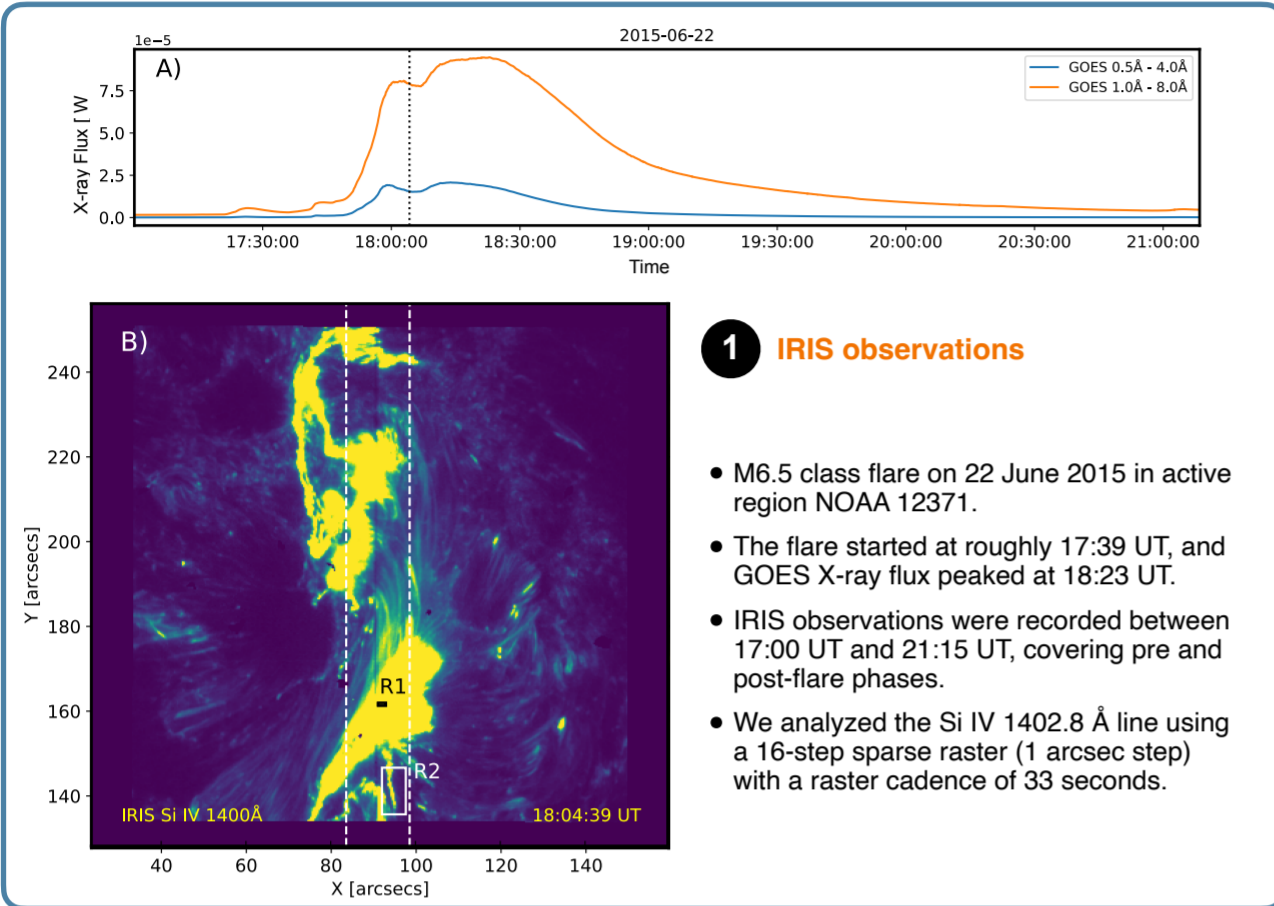 2015-06-22
1e-5
A)
GOES 0.5Å - 4.0Å
GOES 1.0Å - 8.0Å
X-ray Flux [ W
7.5
5.0
2.5
0.0
17:30:00 18:00:00 18:30:00 19:00:00 19:30:00 20:00:00 20:30:00 21:00:00
Time
B)
Y [arcsecs]
240
220
200
180
160
140
R1
R2
IRIS Si IV 1400Å 18:04:39 UT
40 60 80 100 120 140
X [arcsecs]
1 IRIS observations
• M6.5 class flare on 22 June 2015 in active
region NOAA 12371.
• The flare started at roughly 17:39 UT, and
GOES X-ray flux peaked at 18:23 UT.
• IRIS observations were recorded between
17:00 UT and 21:15 UT, covering pre and
post-flare phases.
• We analyzed the Si IV 1402.8 Å line using
a 16-step sparse raster (1 arcsec step)
with a raster cadence of 33 seconds.